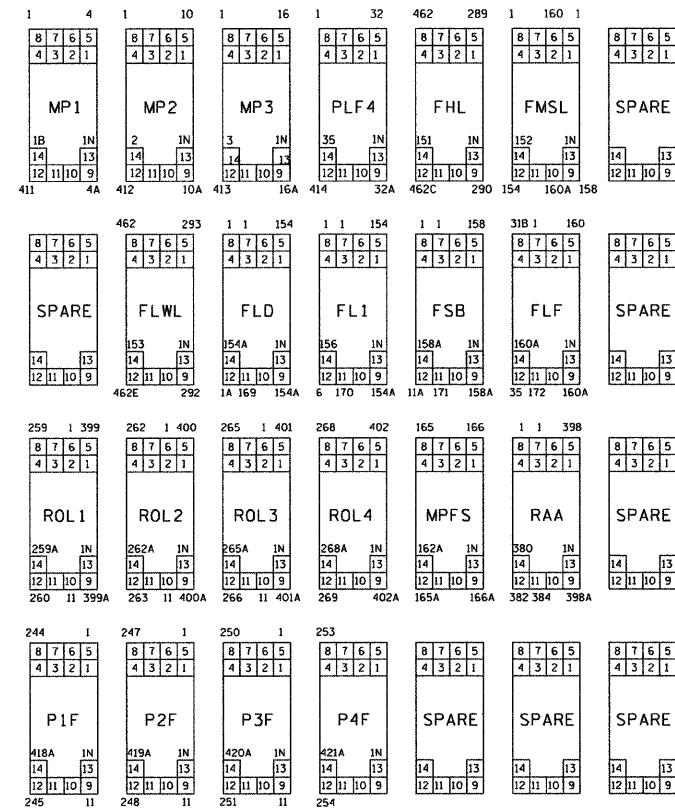 1 4 1 10 1 16 1 32 462 289 1 160 1
8 7 6 5 8 7 6 5 8 7 6 5 8 7 6 5 8 7 6 5 8 7 6 5 8 7 6 5
4 3 2 1 4 3 2 1 4 3 2 1 4 3 2 1 4 3 2 1 4 3 2 1 4 3 2 1
MP1 MP2 MP3 PLF4 FHL FMSL SPARE
1B 1N 2 1N 3 1N 35 1N 151 1N 152 1N
14 13 14 13 14 13 14 13 14 13 14 13 14 13
12 11 10 9 12 11 10 9 12 11 10 9 12 11 10 9 12 11 10 9 12 11 10 9 12 11 10 9
411 4A 412 10A 413 16A 414 32A 462C 290 154 160A 158
462 293 1 1 154 1 1 154 1 1 158 31B 1 160
8 7 6 5 8 7 6 5 8 7 6 5 8 7 6 5 8 7 6 5 8 7 6 5 8 7 6 5
4 3 2 1 4 3 2 1 4 3 2 1 4 3 2 1 4 3 2 1 4 3 2 1 4 3 2 1
SPARE FLWL FLD FL1 FSB FLF SPARE
153 1N 154A 1N 156 1N 158A 1N 160A 1N
14 13 14 13 14 13 14 13 14 13 14 13 14 13
12 11 10 9 12 11 10 9 12 11 10 9 12 11 10 9 12 11 10 9 12 11 10 9 12 11 10 9
462E 292 1A 169 154A 6 170 154A 11A 171 158A 35 172 160A
259 1 399 262 1 400 265 1 401 268 402 165 166 1 1 398
8 7 6 5 8 7 6 5 8 7 6 5 8 7 6 5 8 7 6 5 8 7 6 5 8 7 6 5
4 3 2 1 4 3 2 1 4 3 2 1 4 3 2 1 4 3 2 1 4 3 2 1 4 3 2 1
ROL1 ROL2 ROL3 ROL4 MPFS RAA SPARE
259A 1N 262A 1N 265A 1N 268A 1N 162A 1N 380 1N
14 13 14 13 14 13 14 13 14 13 14 13 14 13
12 11 10 9 12 11 10 9 12 11 10 9 12 11 10 9 12 11 10 9 12 11 10 9 12 11 10 9
260 11 399A 263 11 400A 266 11 401A 269 402A 165A 166A 382 384 398A
244 1 247 1 250 1 253
8 7 6 5 8 7 6 5 8 7 6 5 8 7 6 5 8 7 6 5 8 7 6 5 8 7 6 5
4 3 2 1 4 3 2 1 4 3 2 1 4 3 2 1 4 3 2 1 4 3 2 1 4 3 2 1
P1F P2F P3F P4F SPARE SPARE SPARE
418A 1N 419A 1N 420A 1N 421A 1N
14 13 14 13 14 13 14 13 14 13 14 13 14 13
12 11 10 9 12 11 10 9 12 11 10 9 12 11 10 9 12 11 10 9 12 11 10 9 12 11 10 9
245 11 248 11 251 11 254